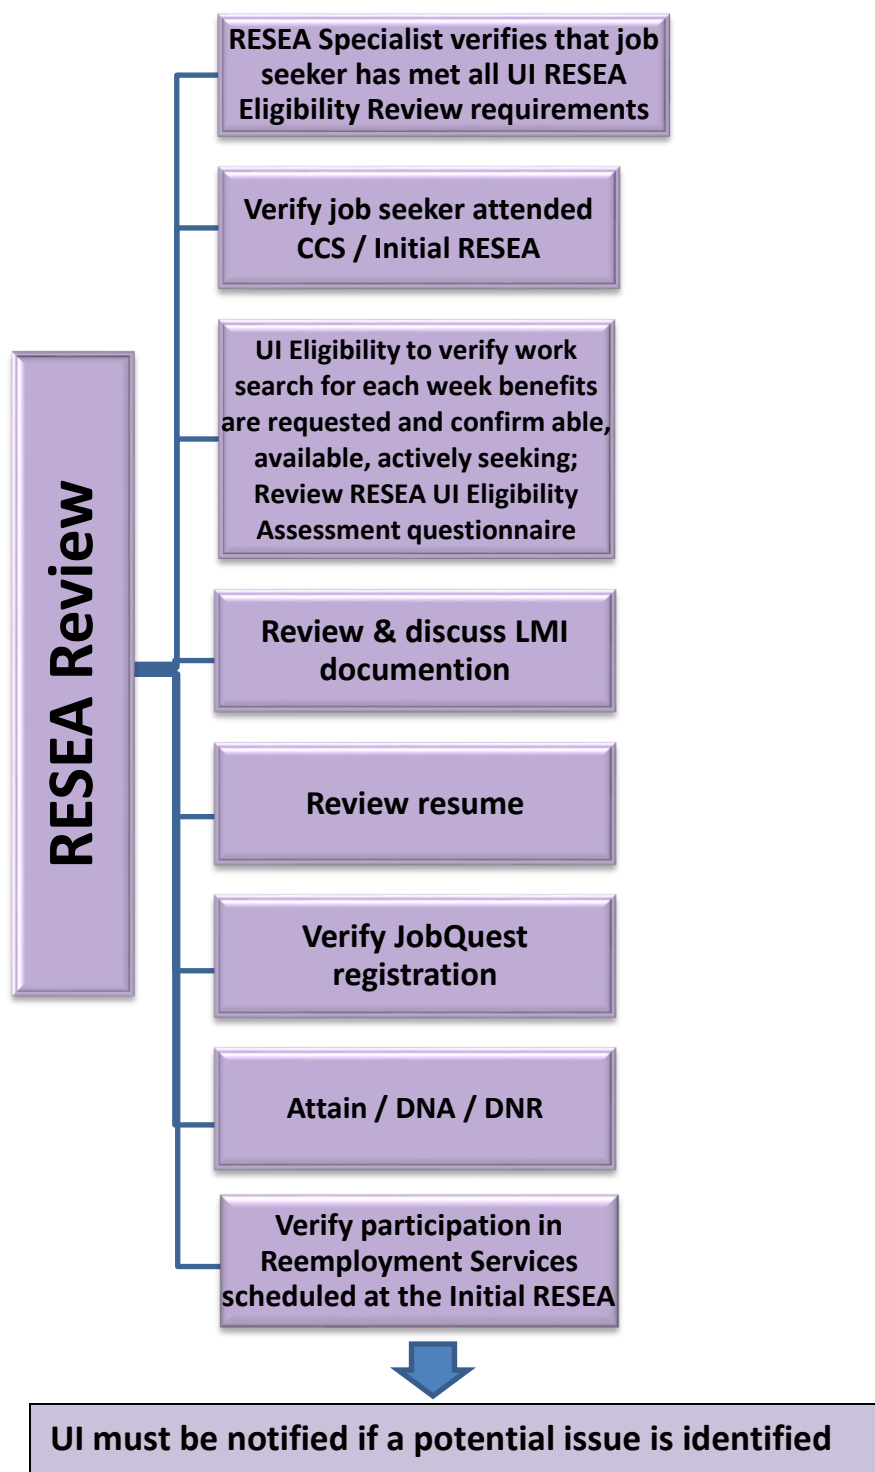 RESEA Specialist verifies that job
seeker has met all UI RESEA
Eligibility Review requirements
Verify job seeker attended
CCS / Initial RESEA
UI Eligibility to verify work
search for each week benefits
are requested and confirm able,
available, actively seeking;
Review RESEA UI Eligibility
Assessment questionnaire
RESEA Review
Review & discuss LMI
documention
Review resume
Verify JobQuest
registration
Attain / DNA / DNR
Verify participation in
Reemployment Services
scheduled at the Initial RESEA
UI must be notified if a potential issue is identified